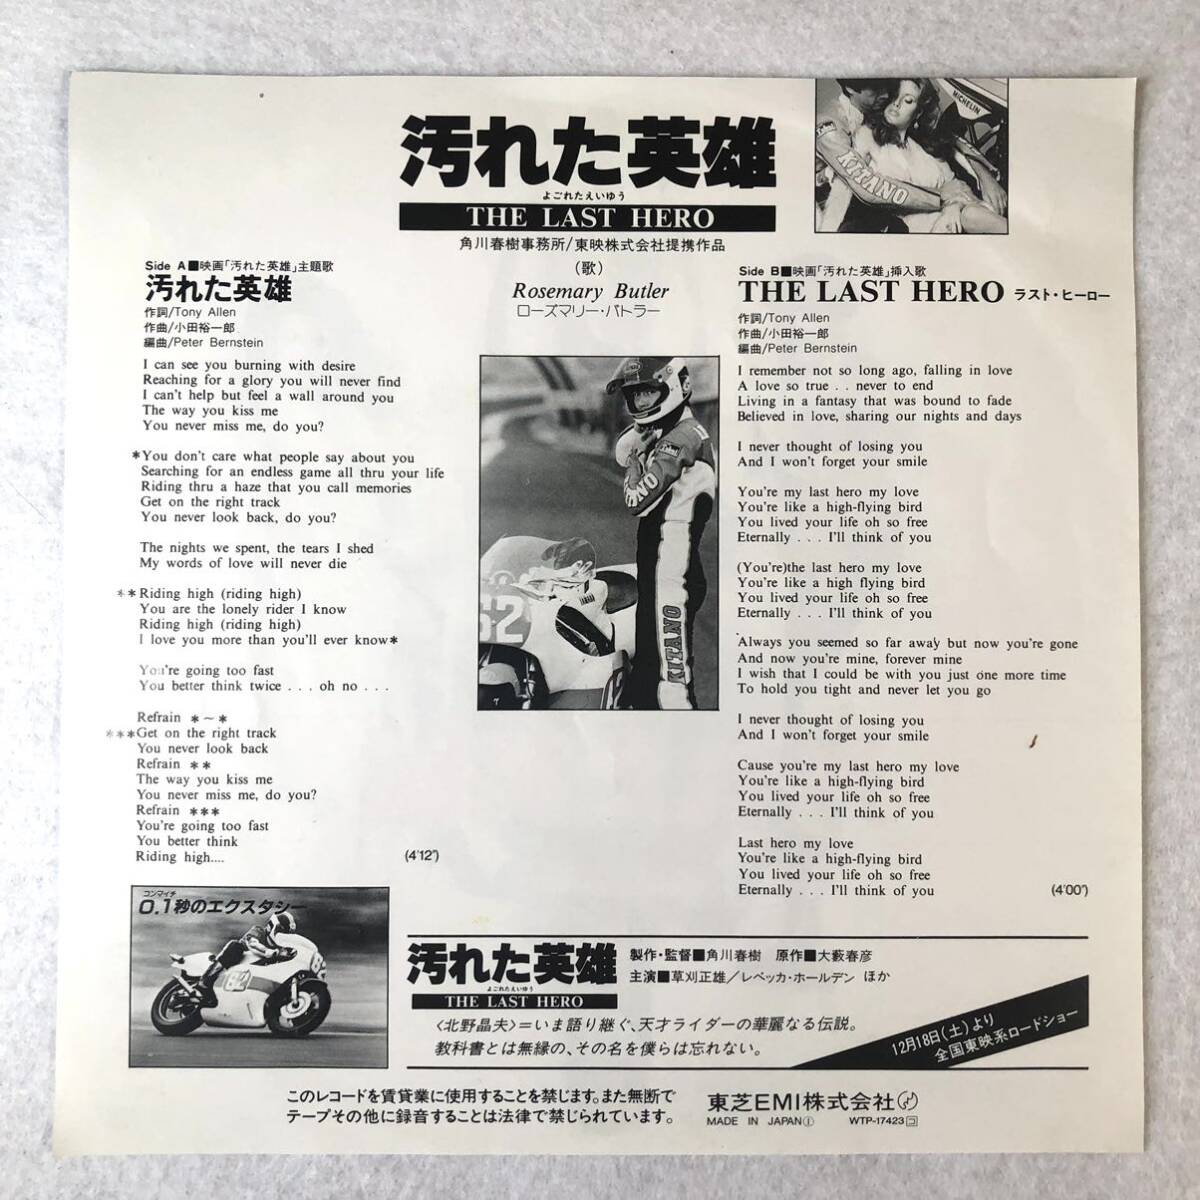 汚れた英雄
よごれたえいゆう
THE LAST HERO
角川春樹事務所/東映株式会社提携作品
MICHELIN
KITANO
Side A■映画「汚れた英雄」主題歌
汚れた英雄
作詞/Tony Allen
作曲/小田裕一郎
編曲/Peter Bernstein
(歌)
Rosemary Butler
ローズマリー・バトラー
I can see you burning with desire
Reaching for a glory you will never find
I can't help but feel a wall around you
The way you kiss me
You never miss me, do you?
*You don't care what people say about you
Searching for an endless game all thru your life
Riding thru a haze that you call memories
Get on the right track
You never look back, do you?
The nights we spent, the tears I shed
My words of love will never die
**Riding high (riding high)
You are the lonely rider I know
Riding high (riding high)
I love you more than you'll ever know*
You're going too fast
You better think twice . . . oh no . . .
Refrain *～*
***Get on the right track
You never look back
Refrain **
The way you kiss me
You never miss me, do you?
Refrain ***
You're going too fast
You better think
Riding high....
(4'12")
NO
62
KITANO
Side B■映画「汚れた英雄」挿入歌
THE LAST HERO ラスト・ヒーロー
作詞/Tony Allen
作曲/小田裕一郎
編曲/Peter Bernstein
I remember not so long ago, falling in love
A love so true . . never to end
Living in a fantasy that was bound to fade
Believed in love, sharing our nights and days
I never thought of losing you
And I won't forget your smile
You're my last hero my love
You're like a high-flying bird
You lived your life oh so free
Eternally . . . I'll think of you
(You're)the last hero my love
You're like a high flying bird
You lived your life oh so free
Eternally . . . I'll think of you
Always you seemed so far away but now you're gone
And now you're mine, forever mine
I wish that I could be with you just one more time
To hold you tight and never let you go
I never thought of losing you
And I won't forget your smile
Cause you're my last hero my love
You're like a high-flying bird
You lived your life oh so free
Eternally . . . I'll think of you
Last hero my love
You're like a high-flying bird
You lived your life oh so free
Eternally . . . I'll think of you
(4'00")
コンマイチ
0.1秒のエクスタシー
62
汚れた英雄
よごれたえいゆう
THE LAST HERO
製作・監督■角川春樹 原作■大藪春彦
主演■草刈正雄/レベッカ・ホールデン ほか
〈北野晶夫〉＝いま語り継ぐ、天才ライダーの華麗なる伝説。
教科書とは無縁の、その名を僕らは忘れない。
12月18日(土)より
全国東映系ロードショー
このレコードを賃貸業に使用することを禁じます。また無断で
テープその他に録音することは法律で禁じられています。
東芝EMI株式会社
MADE IN JAPAN Ⓘ WTP-17423 コ